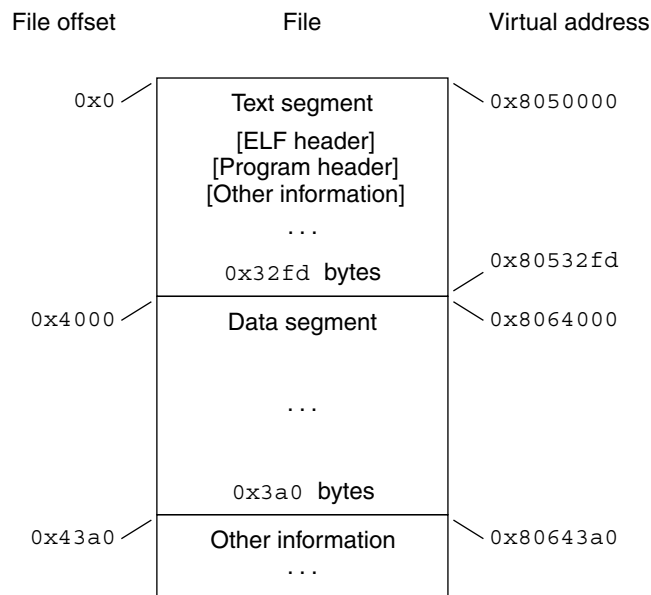 File offset File Virtual address
0x0 Text segment 0x8050000
[ELF header]
[Program header]
[Other information]
. . .
0x32fd bytes 0x80532fd
0x4000 Data segment 0x8064000
. . .
0x3a0 bytes
0x43a0 Other information 0x80643a0
. . .